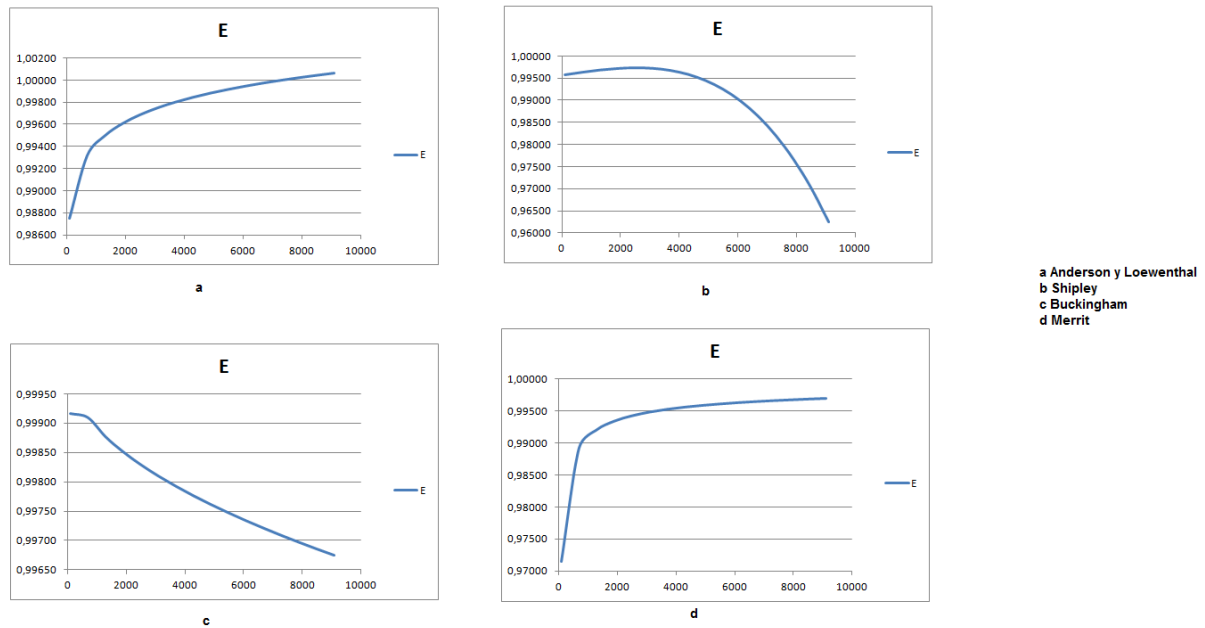 E
1,00200
1,00000
0,99800
0,99600
0,99400
0,99200
0,99000
0,98800
0,98600
0 2000 4000 6000 8000 10000
E
a
E
1,00000
0,99500
0,99000
0,98500
0,98000
0,97500
0,97000
0,96500
0,96000
0 2000 4000 6000 8000 10000
E
b
a Anderson y Loewenthal
b Shipley
c Buckingham
d Merrit
E
0,99950
0,99900
0,99850
0,99800
0,99750
0,99700
0,99650
0 2000 4000 6000 8000 10000
E
c
E
1,00000
0,99500
0,99000
0,98500
0,98000
0,97500
0,97000
0 2000 4000 6000 8000 10000
E
d